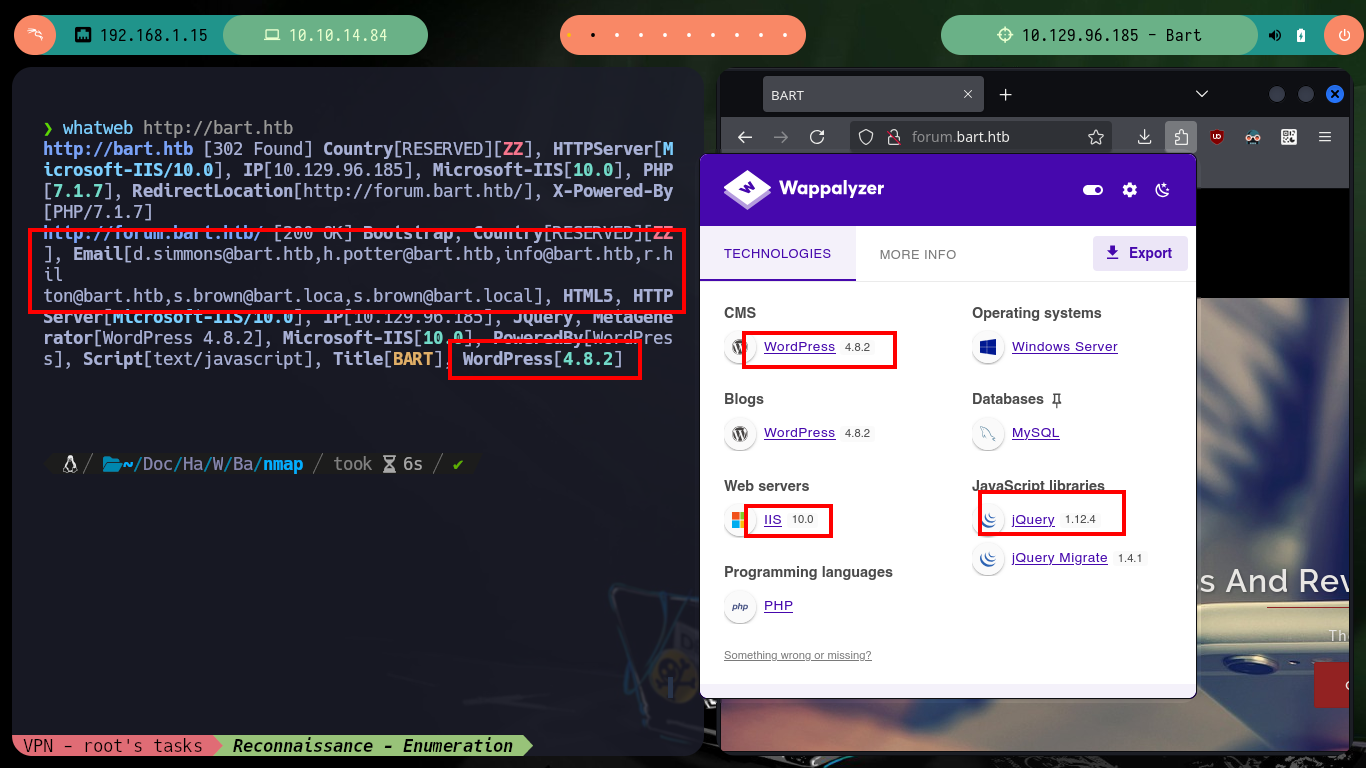 192.168.1.15
10.10.14.84
10.129.96.185 - Bart
❯ whatweb http://bart.htb
http://bart.htb [302 Found] Country[RESERVED][ZZ], HTTPServer[M
icrosoft-IIS/10.0], IP[10.129.96.185], Microsoft-IIS[10.0], PHP
[7.1.7], RedirectLocation[http://forum.bart.htb/], X-Powered-By
[PHP/7.1.7]
http://forum.bart.htb/ [200 OK] Bootstrap, Country[RESERVED][ZZ
], Email[d.simmons@bart.htb,h.potter@bart.htb,info@bart.htb,r.h
il
ton@bart.htb,s.brown@bart.loca,s.brown@bart.local], HTML5, HTTP
Server[Microsoft-IIS/10.0], IP[10.129.96.185], JQuery, MetaGene
rator[WordPress 4.8.2], Microsoft-IIS[10.0], PoweredBy[WordPres
s], Script[text/javascript], Title[BART], WordPress[4.8.2]
~/Doc/Ha/W/Ba/nmap / took 6s / ✔
VPN - root's tasks
Reconnaissance - Enumeration
BART
forum.bart.htb
Wappalyzer
TECHNOLOGIES
MORE INFO
Export
CMS
WordPress 4.8.2
Blogs
WordPress 4.8.2
Web servers
IIS 10.0
Programming languages
php PHP
Something wrong or missing?
Operating systems
Windows Server
Databases
MySQL
JavaScript libraries
jQuery 1.12.4
jQuery Migrate 1.4.1
s And Rev
Th